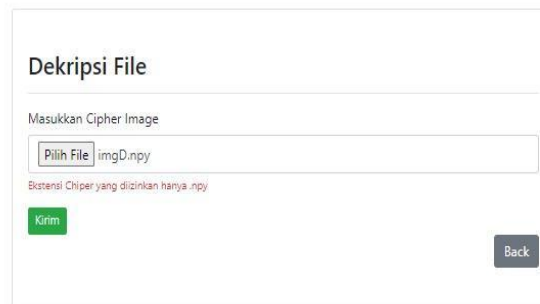 Dekripsi File
Masukkan Cipher Image
Pilih File imgD.npy
Ekstensi Chiper yang diizinkan hanya .npy
Kirim
Back